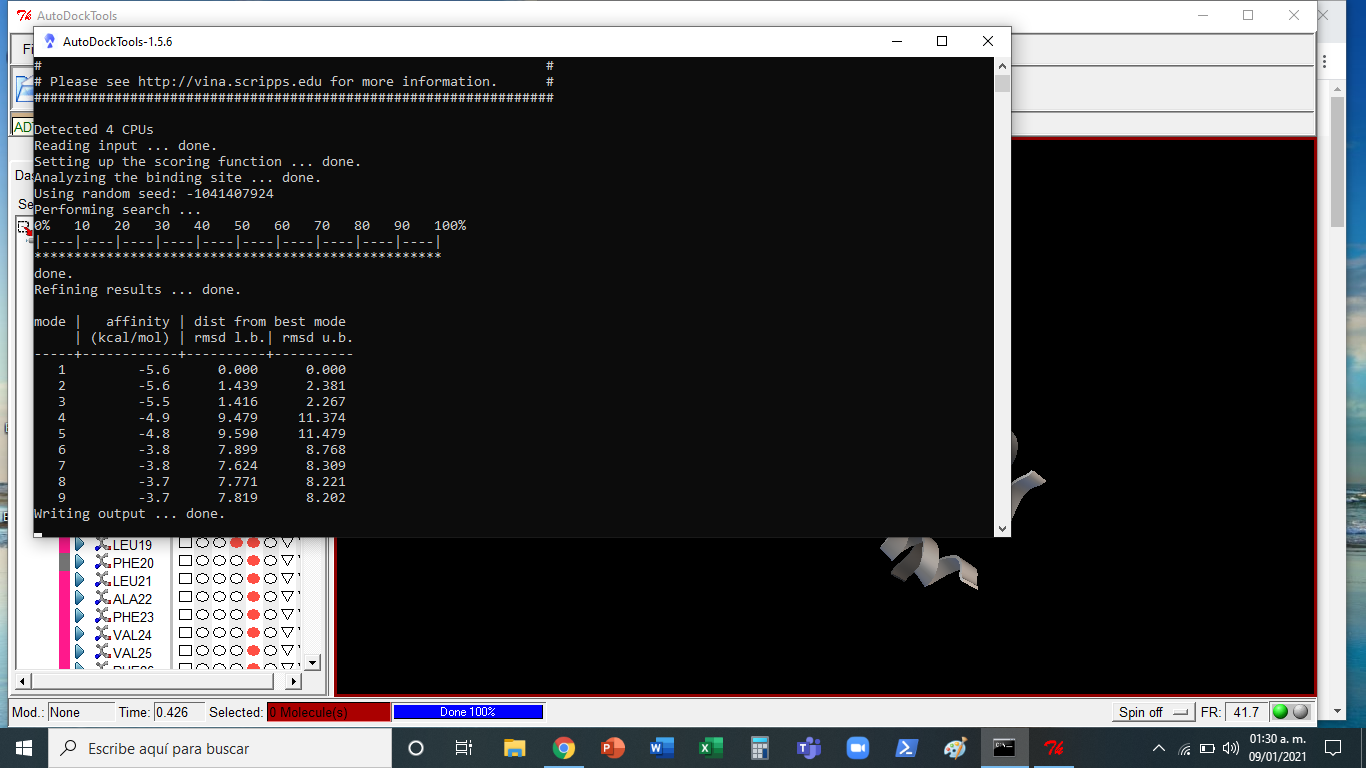 AutoDockTools
AutoDockTools-1.5.6
Fi
#                                                               #
# Please see http://vina.scripps.edu for more information.      #
#################################################################
AD
Detected 4 CPUs
Reading input ... done.
Setting up the scoring function ... done.
Analyzing the binding site ... done.
Using random seed: -1041407924
Performing search ...
0%   10   20   30   40   50   60   70   80   90   100%
|----|----|----|----|----|----|----|----|----|----|
***************************************************
done.
Refining results ... done.
Das
Se
mode |   affinity | dist from best mode
     | (kcal/mol) | rmsd l.b.| rmsd u.b.
-----+------------+----------+----------
   1         -5.6      0.000      0.000
   2         -5.6      1.439      2.381
   3         -5.5      1.416      2.267
   4         -4.9      9.479     11.374
   5         -4.8      9.590     11.479
   6         -3.8      7.899      8.768
   7         -3.8      7.624      8.309
   8         -3.7      7.771      8.221
   9         -3.7      7.819      8.202
Writing output ... done.
LEU19
PHE20
LEU21
ALA22
PHE23
VAL24
VAL25
Mod.: None Time: 0.426 Selected: 0 Molecule(s) Done 100% Spin off FR: 41.7
Escribe aquí para buscar
01:30 a. m.
09/01/2021